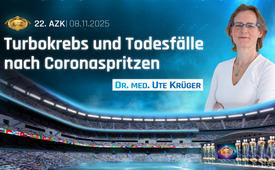 22. AZK | 08.11.2025
Turbokrebs und Todesfälle
nach Coronaspritzen
DR. MED. UTE KRÜGER